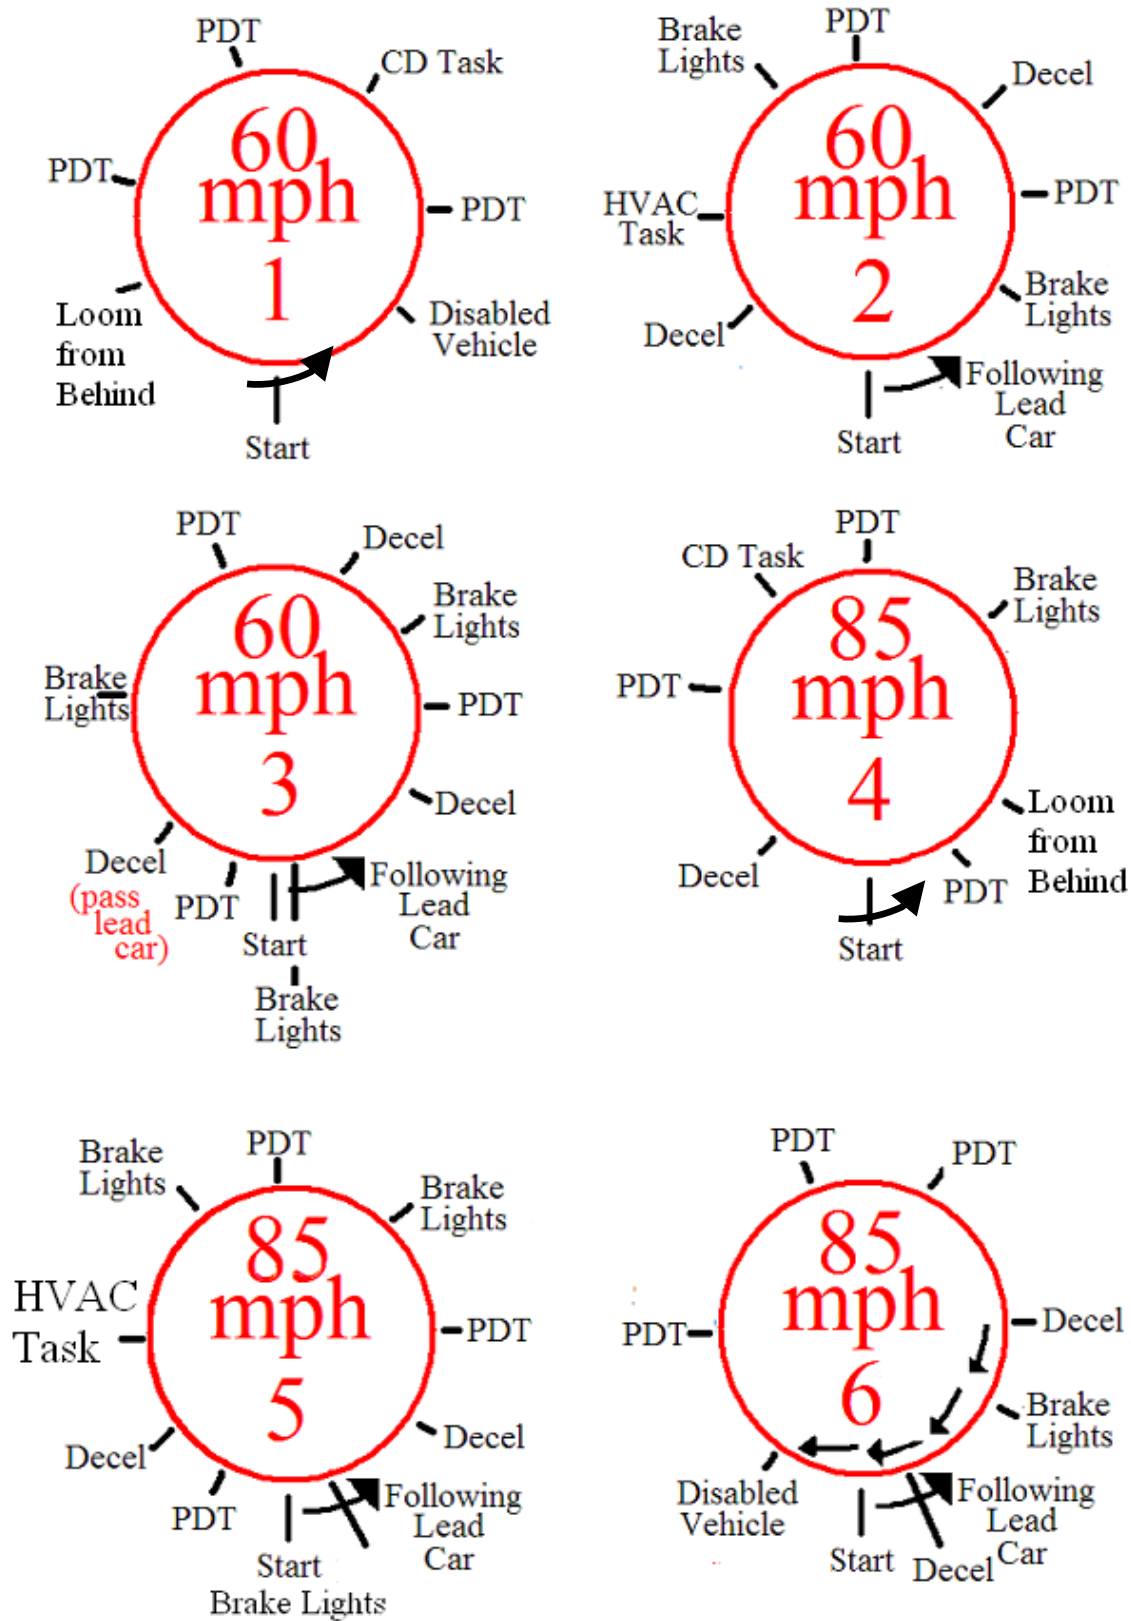 PDT
CD Task
PDT
60
mph
1
PDT
Loom
from
Behind
Disabled
Vehicle
Start
Brake
Lights
PDT
Decel
60
mph
2
HVAC
Task
PDT
Decel
Brake
Lights
Following
Lead
Car
Start
PDT
Decel
Brake
Lights
60
mph
3
Brake
Lights
PDT
Decel
Decel
(pass
lead
car)
PDT
Following
Lead
Car
Start
Brake
Lights
CD Task
PDT
Brake
Lights
85
mph
4
PDT
Loom
from
Behind
Decel
PDT
Start
Brake
Lights
PDT
Brake
Lights
85
mph
5
HVAC
Task
PDT
Decel
Decel
PDT
Following
Lead
Car
Start
Brake Lights
PDT
PDT
85
mph
6
PDT
Decel
Brake
Lights
Disabled
Vehicle
Following
Lead
Car
Start
Decel